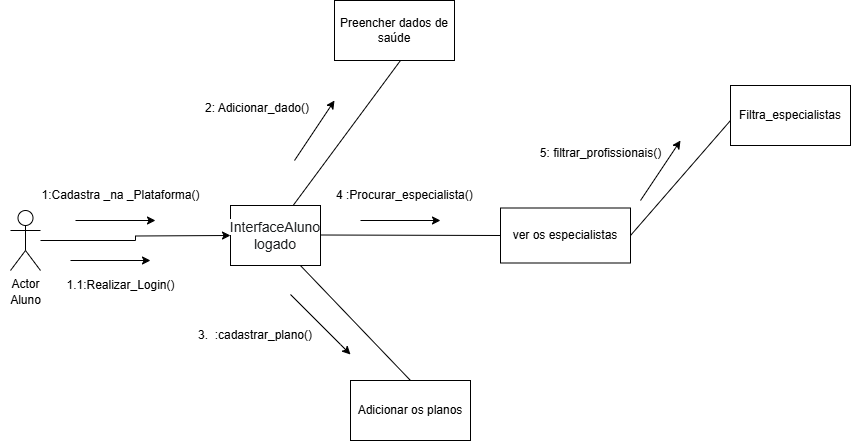 Preencher dados de
saúde
2: Adicionar_dado()
Filtra_especialistas
5: filtrar_profissionais()
1:Cadastra _na _Plataforma()
4 :Procurar_especialista()
InterfaceAluno
logado
ver os especialistas
Actor
Aluno
1.1:Realizar_Login()
3.  :cadastrar_plano()
Adicionar os planos